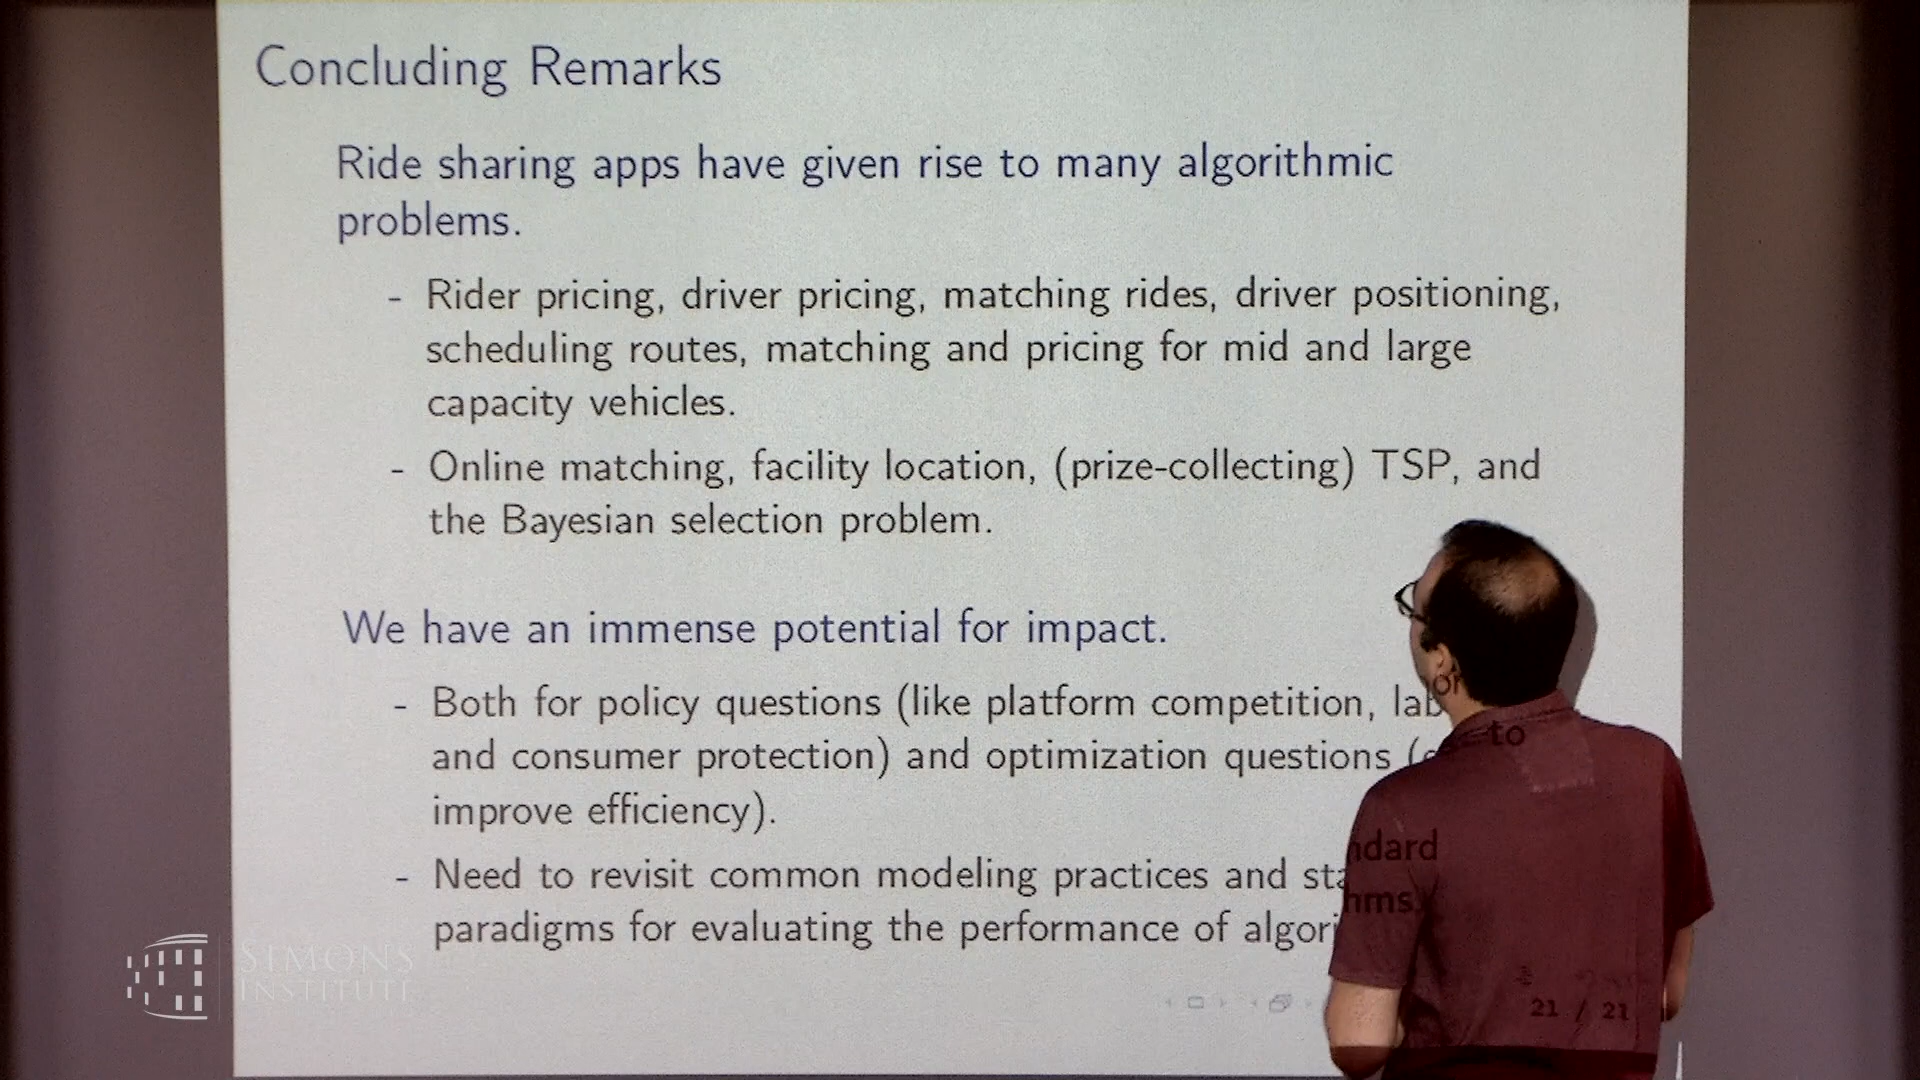 Concluding Remarks
Ride sharing apps have given rise to many algorithmic
problems.
- Rider pricing, driver pricing, matching rides, driver positioning,
scheduling routes, matching and pricing for mid and large
capacity vehicles.
- Online matching, facility location, (prize-collecting) TSP, and
the Bayesian selection problem.
We have an immense potential for impact.
- Both for policy questions (like platform competition, labor
and consumer protection) and optimization questions ( to
improve efficiency).
- Need to revisit common modeling practices and standard
paradigms for evaluating the performance of algorithms.
21 / 21
SIMONS
INSTITUTE